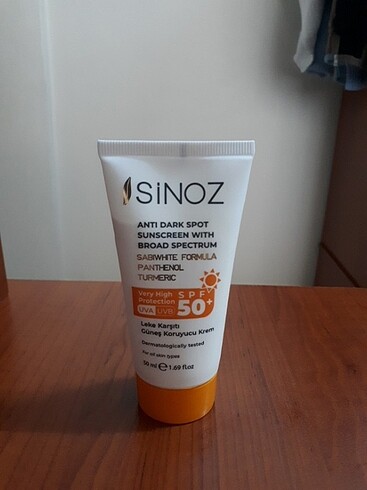 SiNOZ
ANTI DARK SPOT
SUNSCREEN WITH
BROAD SPECTRUM
SABIWHITE FORMULA
PANTHENOL
TURMERIC
Very High
Protection
UVA UVB
SPF
50+
Leke Karşıtı
Güneş Koruyucu Krem
Dermatologically tested
For all skin types
50 ml e 1.69 fl.oz